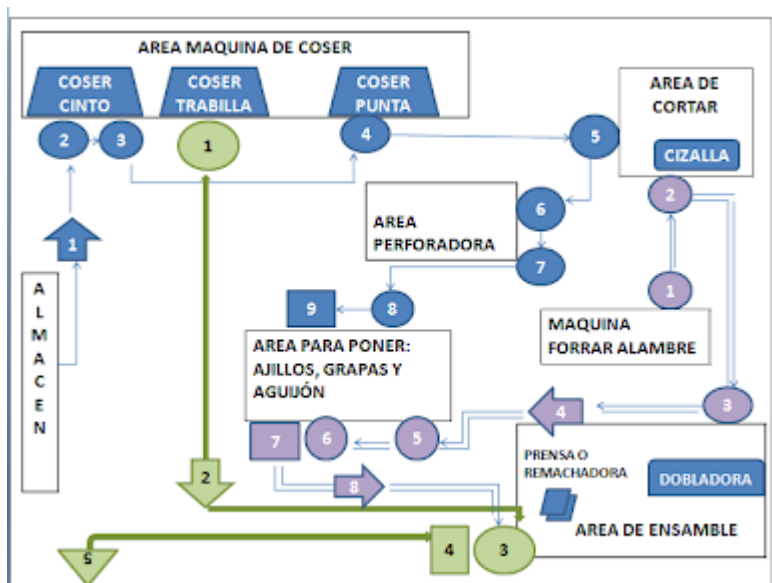 AREA MAQUINA DE COSER
COSER
CINTO
COSER
TRABILLA
COSER
PUNTA
AREA DE
CORTAR
CIZALLA
2
3
1
4
5
2
6
AREA
PERFORADORA
7
1
1
ALMACEN
9
8
MAQUINA
FORRAR ALAMBRE
AREA PARA PONER:
AJILLOS, GRAPAS Y
AGUIJÓN
7
6
5
4
3
PRENSA O
REMACHADORA
DOBLADORA
AREA DE ENSAMBLE
2
8
5
4
3